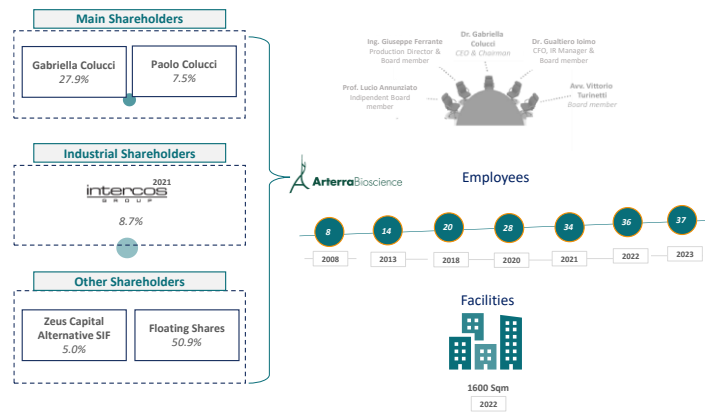 Main Shareholders
Gabriella Colucci
27.9%
Paolo Colucci
7.5%
Industrial Shareholders
2021
intercos
GROUP
8.7%
Other Shareholders
Zeus Capital
Alternative SIF
5.0%
Floating Shares
50.9%
ArterraBioscience
Ing. Giuseppe Ferrante
Production Director &
Board member
Dr. Gabriella
Colucci
CEO & Chairman
Dr. Gualtiero Iolmo
CFO, IR Manager &
Board member
Prof. Lucio Annunziato
Indipendent Board
member
Avv. Vittorio
Turinetti
Board member
Employees
8
14
20
28
34
36
37
2008
2013
2018
2020
2021
2022
2023
Facilities
1600 Sqm
2022